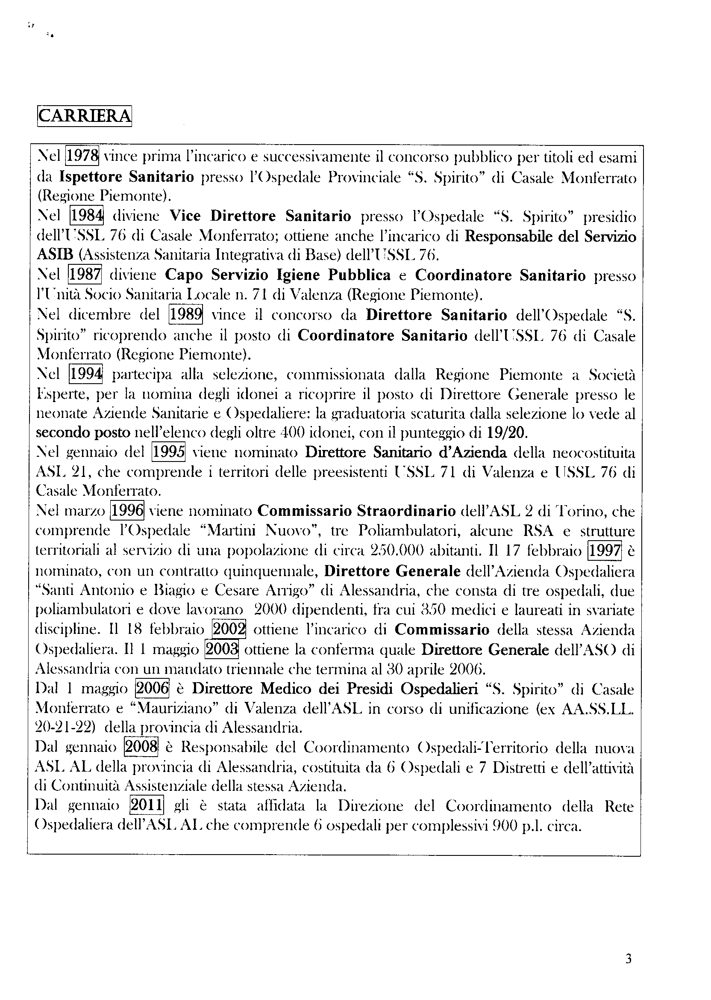 CARRIERA
Nel 1978 vince prima l'incarico e successivamente il concorso pubblico per titoli ed esami
da Ispettore Sanitario presso l'Ospedale Provinciale “S. Spirito” di Casale Monferrato
(Regione Piemonte).
Nel 1984 diviene Vice Direttore Sanitario presso l'Ospedale “S. Spirito” presidio
dell'USSL 76 di Casale Monferrato; ottiene anche l'incarico di Responsabile del Servizio
ASIB (Assistenza Sanitaria Integrativa di Base) dell'USSL 76.
Nel 1987 diviene Capo Servizio Igiene Pubblica e Coordinatore Sanitario presso
l'Unità Socio Sanitaria Locale n. 71 di Valenza (Regione Piemonte).
Nel dicembre del 1989 vince il concorso da Direttore Sanitario dell'Ospedale “S.
Spirito” ricoprendo anche il posto di Coordinatore Sanitario dell'USSL 76 di Casale
Monferrato (Regione Piemonte).
Nel 1994 partecipa alla selezione, commissionata dalla Regione Piemonte a Società
Esperte, per la nomina degli idonei a ricoprire il posto di Direttore Generale presso le
neonate Aziende Sanitarie e Ospedaliere: la graduatoria scaturita dalla selezione lo vede al
secondo posto nell'elenco degli oltre 400 idonei, con il punteggio di 19/20.
Nel gennaio del 1995 viene nominato Direttore Sanitario d'Azienda della neocostituita
ASL 21, che comprende i territori delle preesistenti USSL 71 di Valenza e USSL 76 di
Casale Monferrato.
Nel marzo 1996 viene nominato Commissario Straordinario dell'ASL 2 di Torino, che
comprende l'Ospedale “Martini Nuovo”, tre Poliambulatori, alcune RSA e strutture
territoriali al servizio di una popolazione di circa 250.000 abitanti. Il 17 febbraio 1997 è
nominato, con un contratto quinquennale, Direttore Generale dell'Azienda Ospedaliera
“Santi Antonio e Biagio e Cesare Arrigo” di Alessandria, che consta di tre ospedali, due
poliambulatori e dove lavorano 2000 dipendenti, fra cui 350 medici e laureati in svariate
discipline. Il 18 febbraio 2002 ottiene l'incarico di Commissario della stessa Azienda
Ospedaliera. Il 1 maggio 2003 ottiene la conferma quale Direttore Generale dell'ASO di
Alessandria con un mandato triennale che termina al 30 aprile 2006.
Dal 1 maggio 2006 è Direttore Medico dei Presidi Ospedalieri “S. Spirito” di Casale
Monferrato e “Mauriziano” di Valenza dell'ASL in corso di unificazione (ex AA.SS.LL.
20-21-22) della provincia di Alessandria.
Dal gennaio 2008 è Responsabile del Coordinamento Ospedali-Territorio della nuova
ASL AL della provincia di Alessandria, costituita da 6 Ospedali e 7 Distretti e dell'attività
di Continuità Assistenziale della stessa Azienda.
Dal gennaio 2011 gli è stata affidata la Direzione del Coordinamento della Rete
Ospedaliera dell'ASL AL che comprende 6 ospedali per complessivi 900 p.l. circa.
3